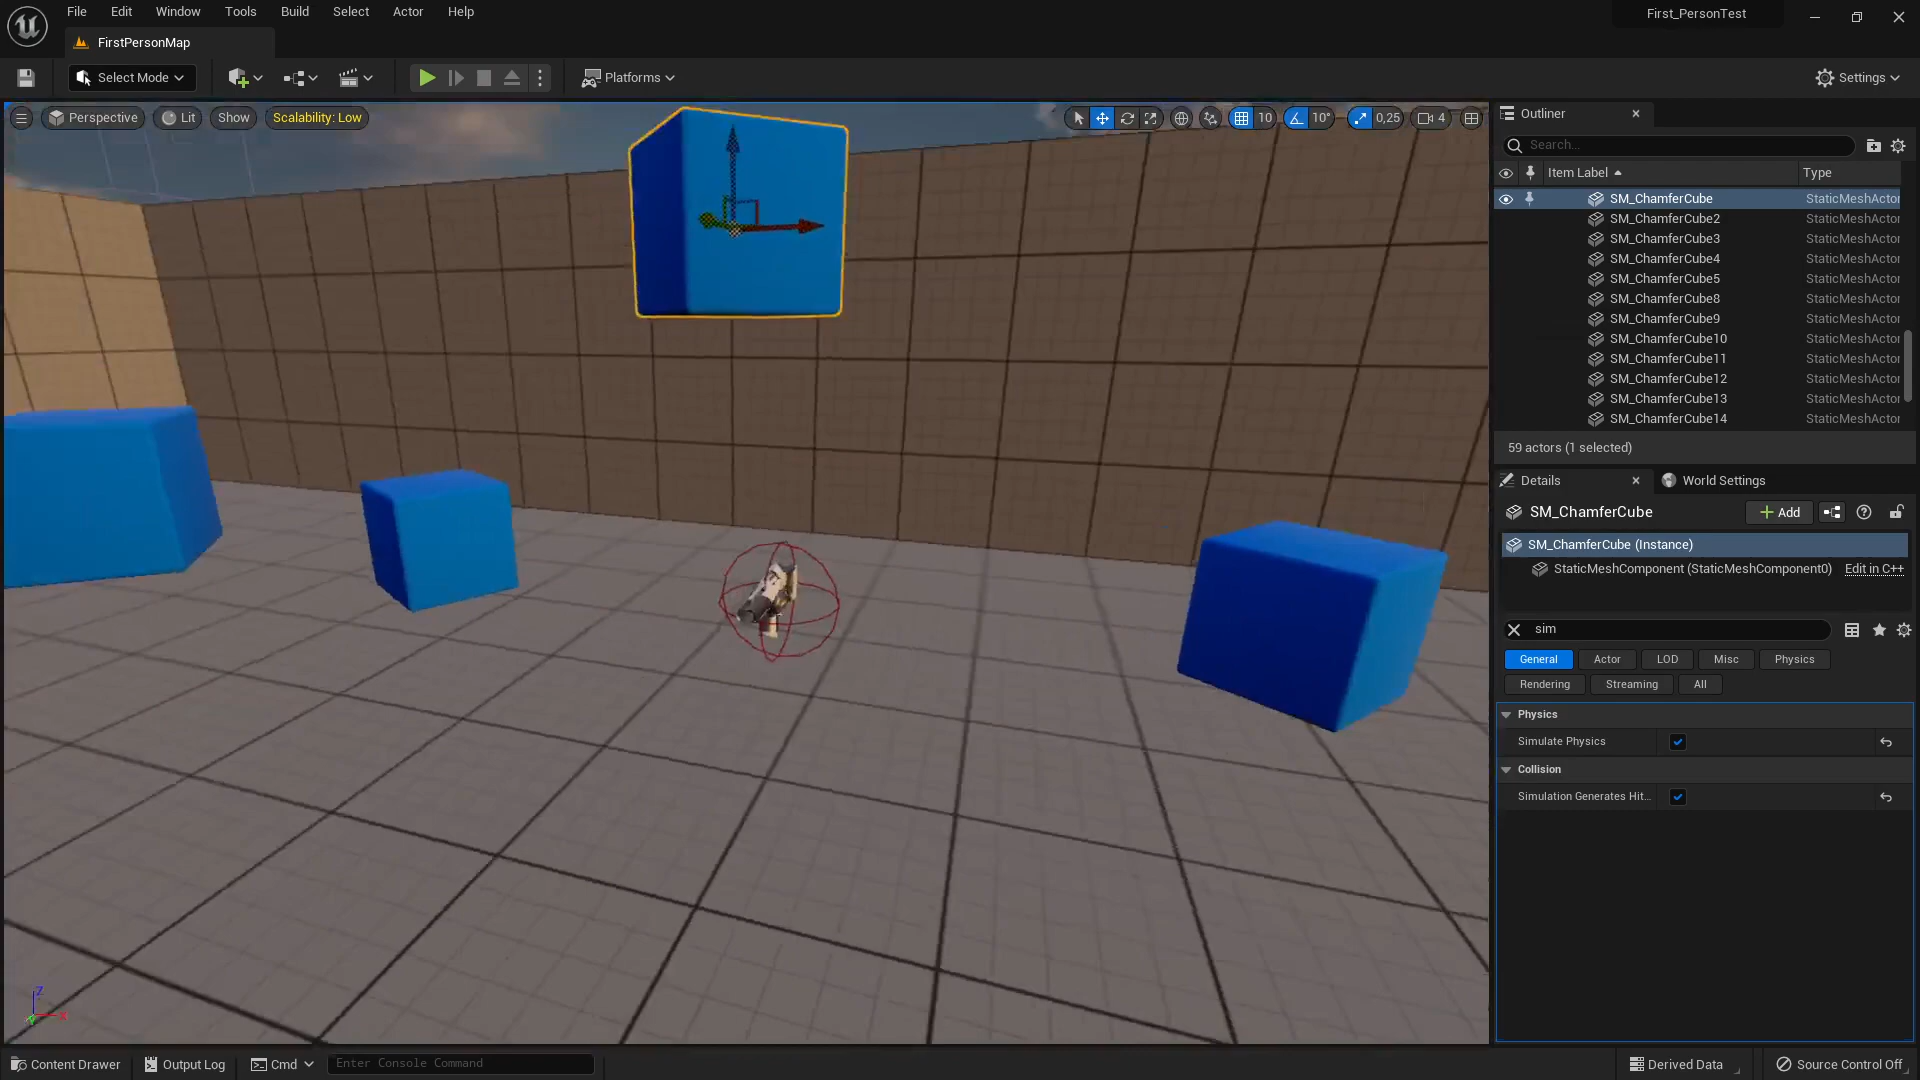 File Edit Window Tools Build Select Actor Help
First_PersonTest
FirstPersonMap
Select Mode
Platforms
Settings
Perspective Lit Show Scalability: Low
10 10° 0,25 4
Outliner
Search...
Item Label Type
SM_ChamferCube StaticMeshActor
SM_ChamferCube2 StaticMeshActor
SM_ChamferCube3 StaticMeshActor
SM_ChamferCube4 StaticMeshActor
SM_ChamferCube5 StaticMeshActor
SM_ChamferCube8 StaticMeshActor
SM_ChamferCube9 StaticMeshActor
SM_ChamferCube10 StaticMeshActor
SM_ChamferCube11 StaticMeshActor
SM_ChamferCube12 StaticMeshActor
SM_ChamferCube13 StaticMeshActor
SM_ChamferCube14 StaticMeshActor
59 actors (1 selected)
Details World Settings
SM_ChamferCube Add
SM_ChamferCube (Instance)
StaticMeshComponent (StaticMeshComponent0) Edit in C++
sim
General Actor LOD Misc Physics
Rendering Streaming All
Physics
Simulate Physics
Collision
Simulation Generates Hit...
Z
X
Y
Content Drawer Output Log Cmd Enter Console Command Derived Data Source Control Off